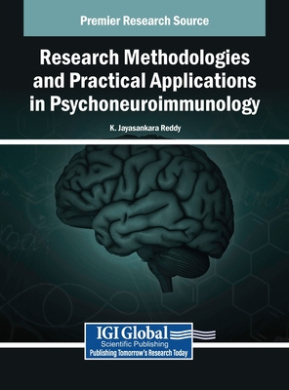 Premier Research Source
Research Methodologies
and Practical Applications
in Psychoneuroimmunology
K. Jayasankara Reddy
IGI Global
Scientific Publishing
Publishing Tomorrow's Research Today